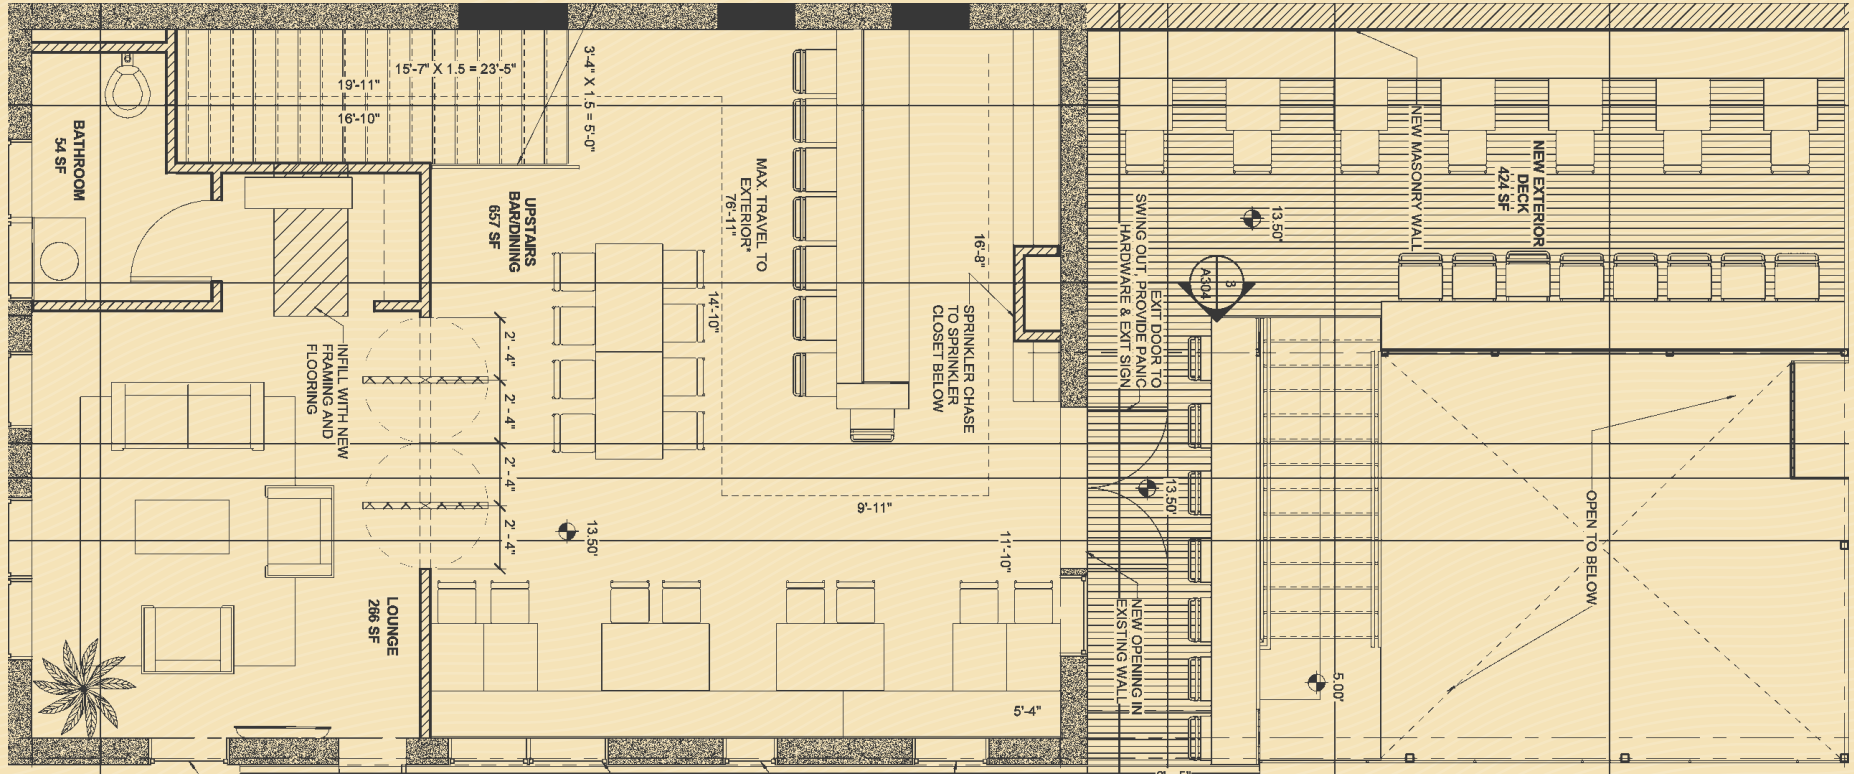 15'-7" X 1.5 = 23'-5"
19'-11"
16'-10"
3'-4" X 1.5 = 5'-0"
BATHROOM
54 SF
UPSTAIRS
BAR/DINING
657 SF
MAX. TRAVEL TO
EXTERIOR*
76'-11"
14'-10"
16'-8"
SPRINKLER CHASE
TO SPRINKLER
CLOSET BELOW
INFILL WITH NEW
FRAMING AND
FLOORING
2' - 4"
2' - 4"
2' - 4"
2' - 4"
13.50'
9'-11"
11'-10"
5'-4"
LOUNGE
266 SF
EXIT DOOR TO
SWING OUT, PROVIDE PANIC
HARDWARE & EXIT SIGN
3
A304
13.50'
NEW MASONRY WALL
NEW EXTERIOR
DECK
424 SF
13.50'
NEW OPENING IN
EXISTING WALL
5.00'
OPEN TO BELOW